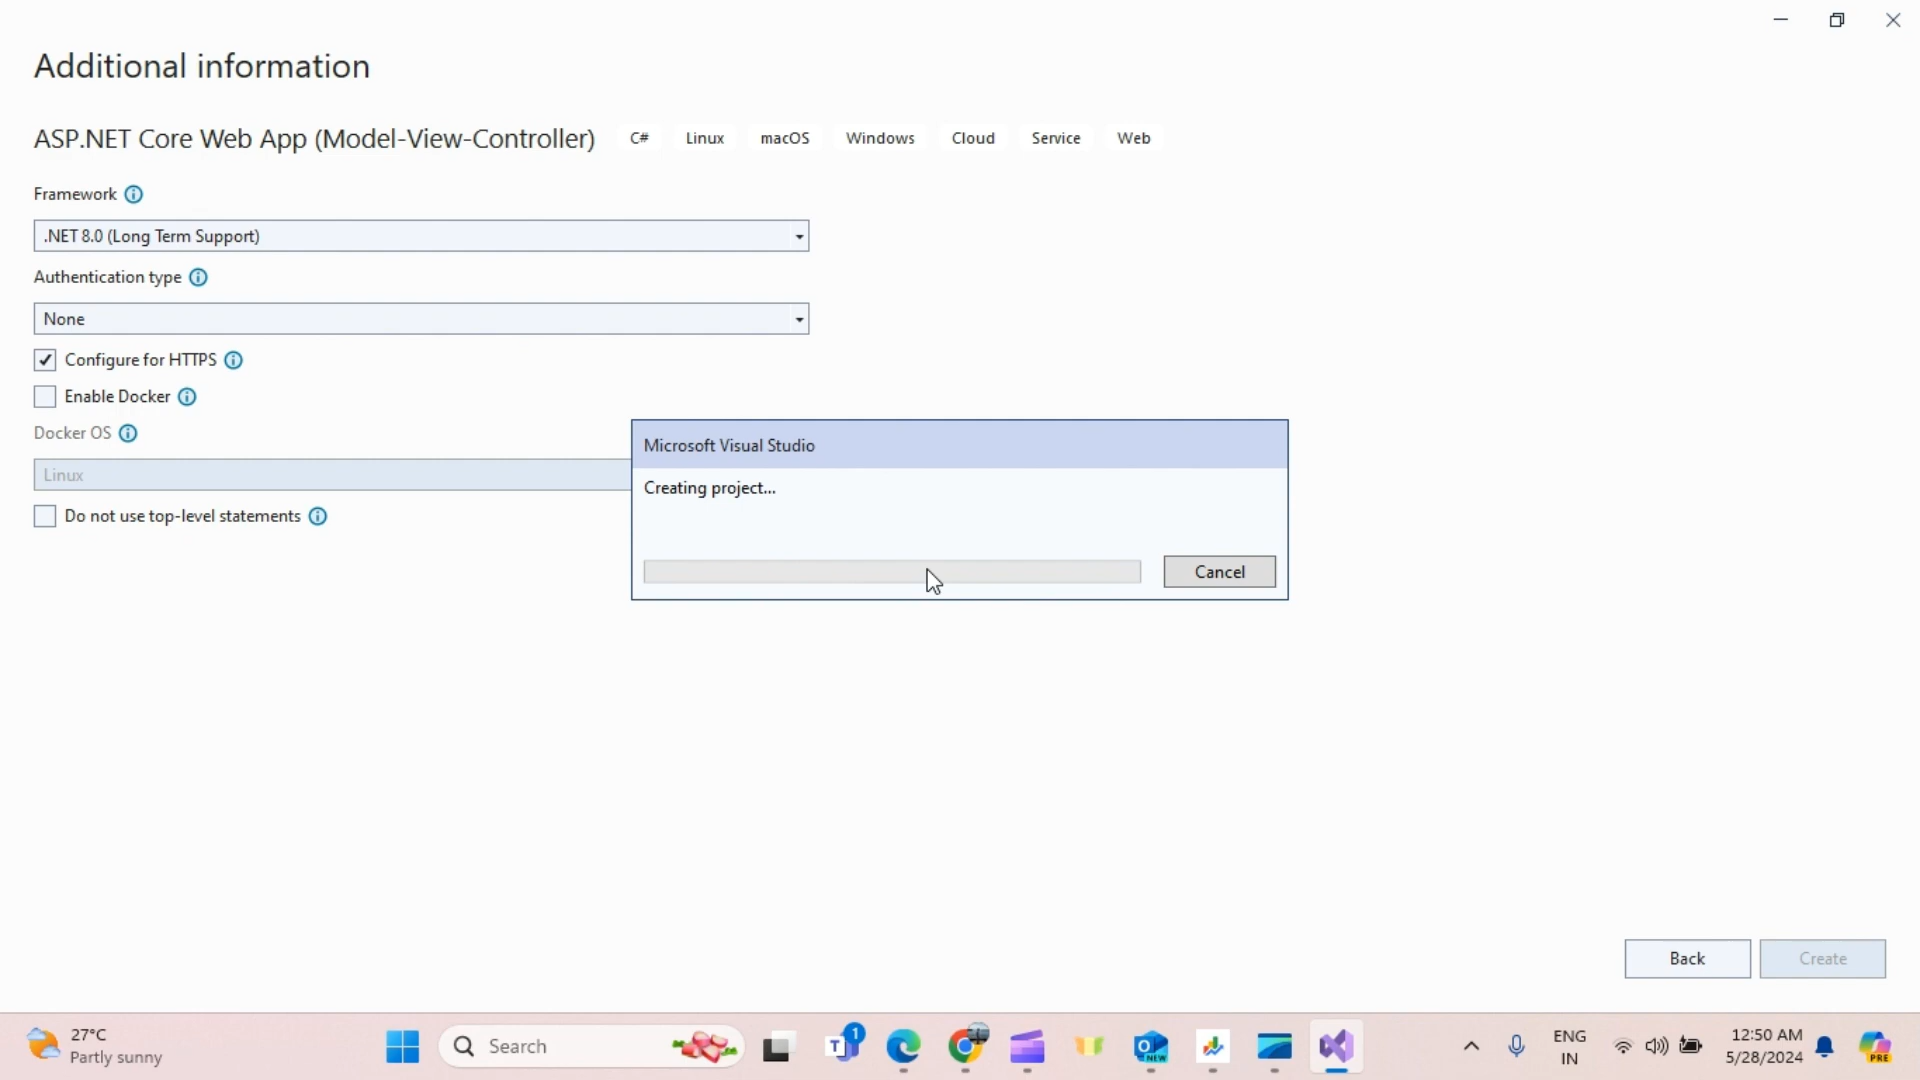 Additional information
ASP.NET Core Web App (Model-View-Controller) C# Linux macOS Windows Cloud Service Web
Framework
.NET 8.0 (Long Term Support)
Authentication type
None
Configure for HTTPS
Enable Docker
Docker OS
Linux
Do not use top-level statements
Microsoft Visual Studio
Creating project...
Cancel
Back Create
27°C
Partly sunny
Search
1
NEW
ENG
IN
12:50 AM
5/28/2024
PRE